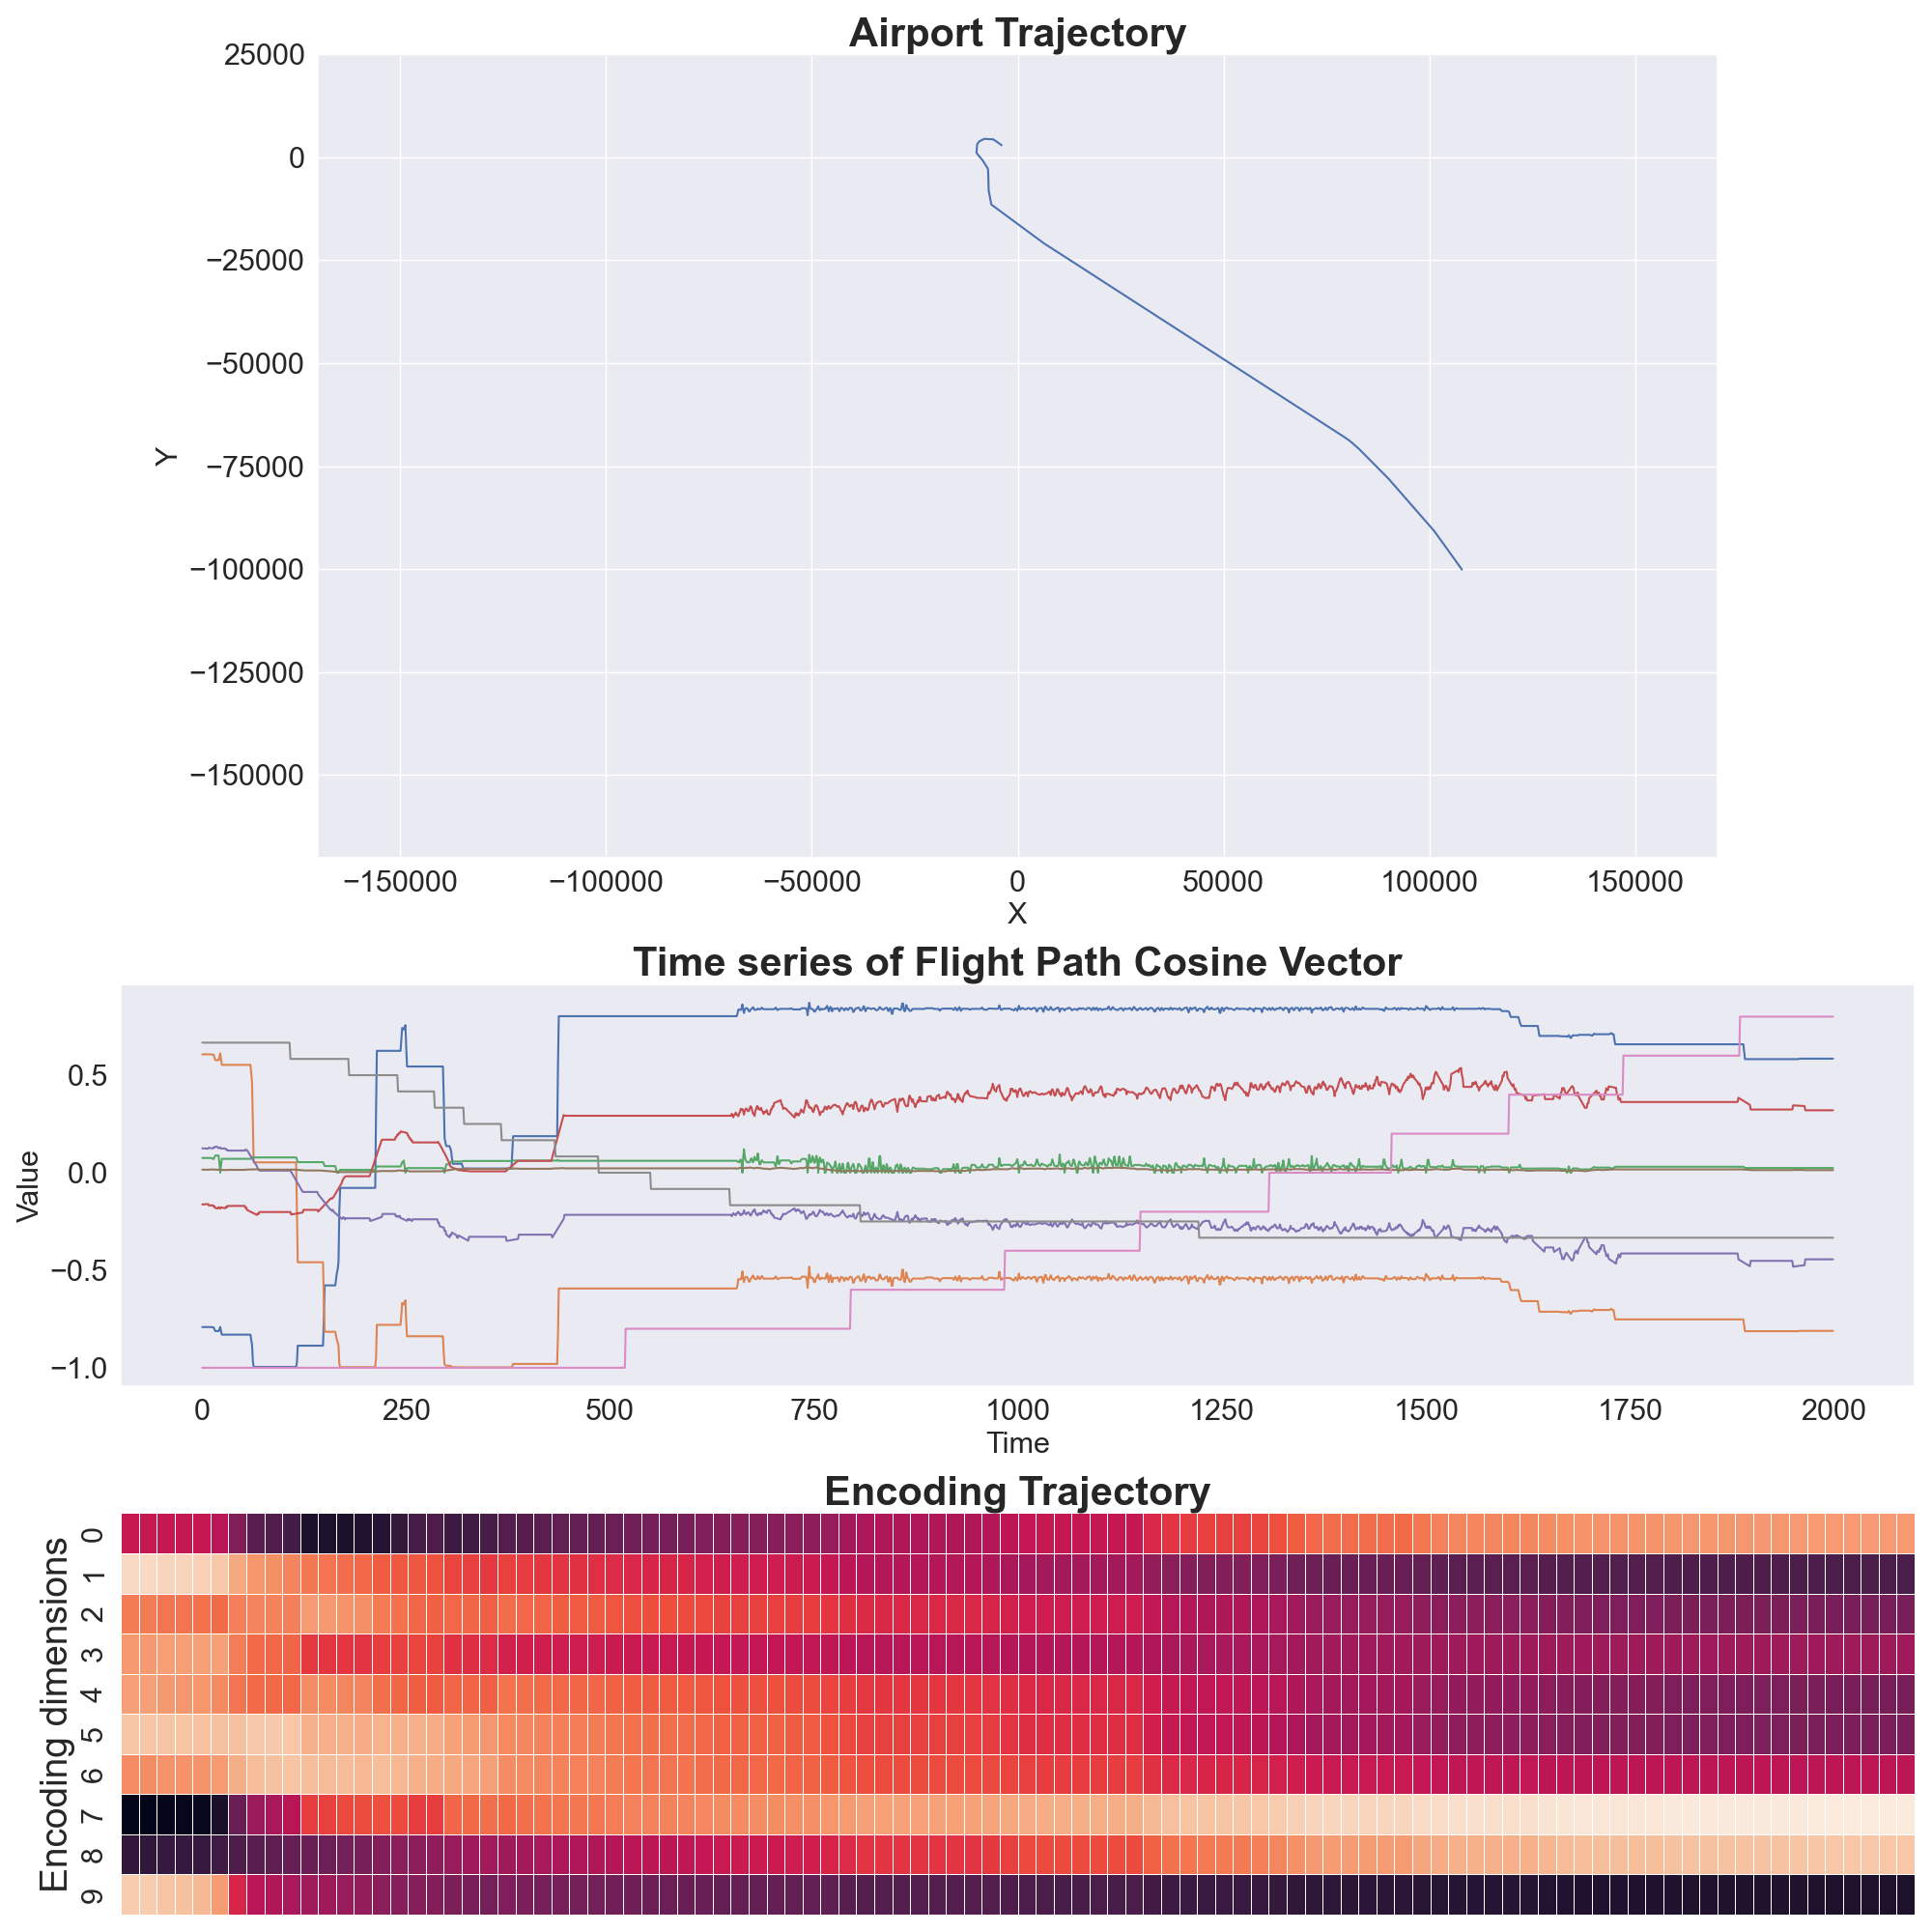 Airport Trajectory
25000
0
−25000
−50000
−75000
−100000
−125000
−150000
Y
−150000 −100000 −50000 0 50000 100000 150000
X
Time series of Flight Path Cosine Vector
0.5
0.0
−0.5
−1.0
Value
0 250 500 750 1000 1250 1500 1750 2000
Time
Encoding Trajectory
Encoding dimensions
0
1
2
3
4
5
6
7
8
9